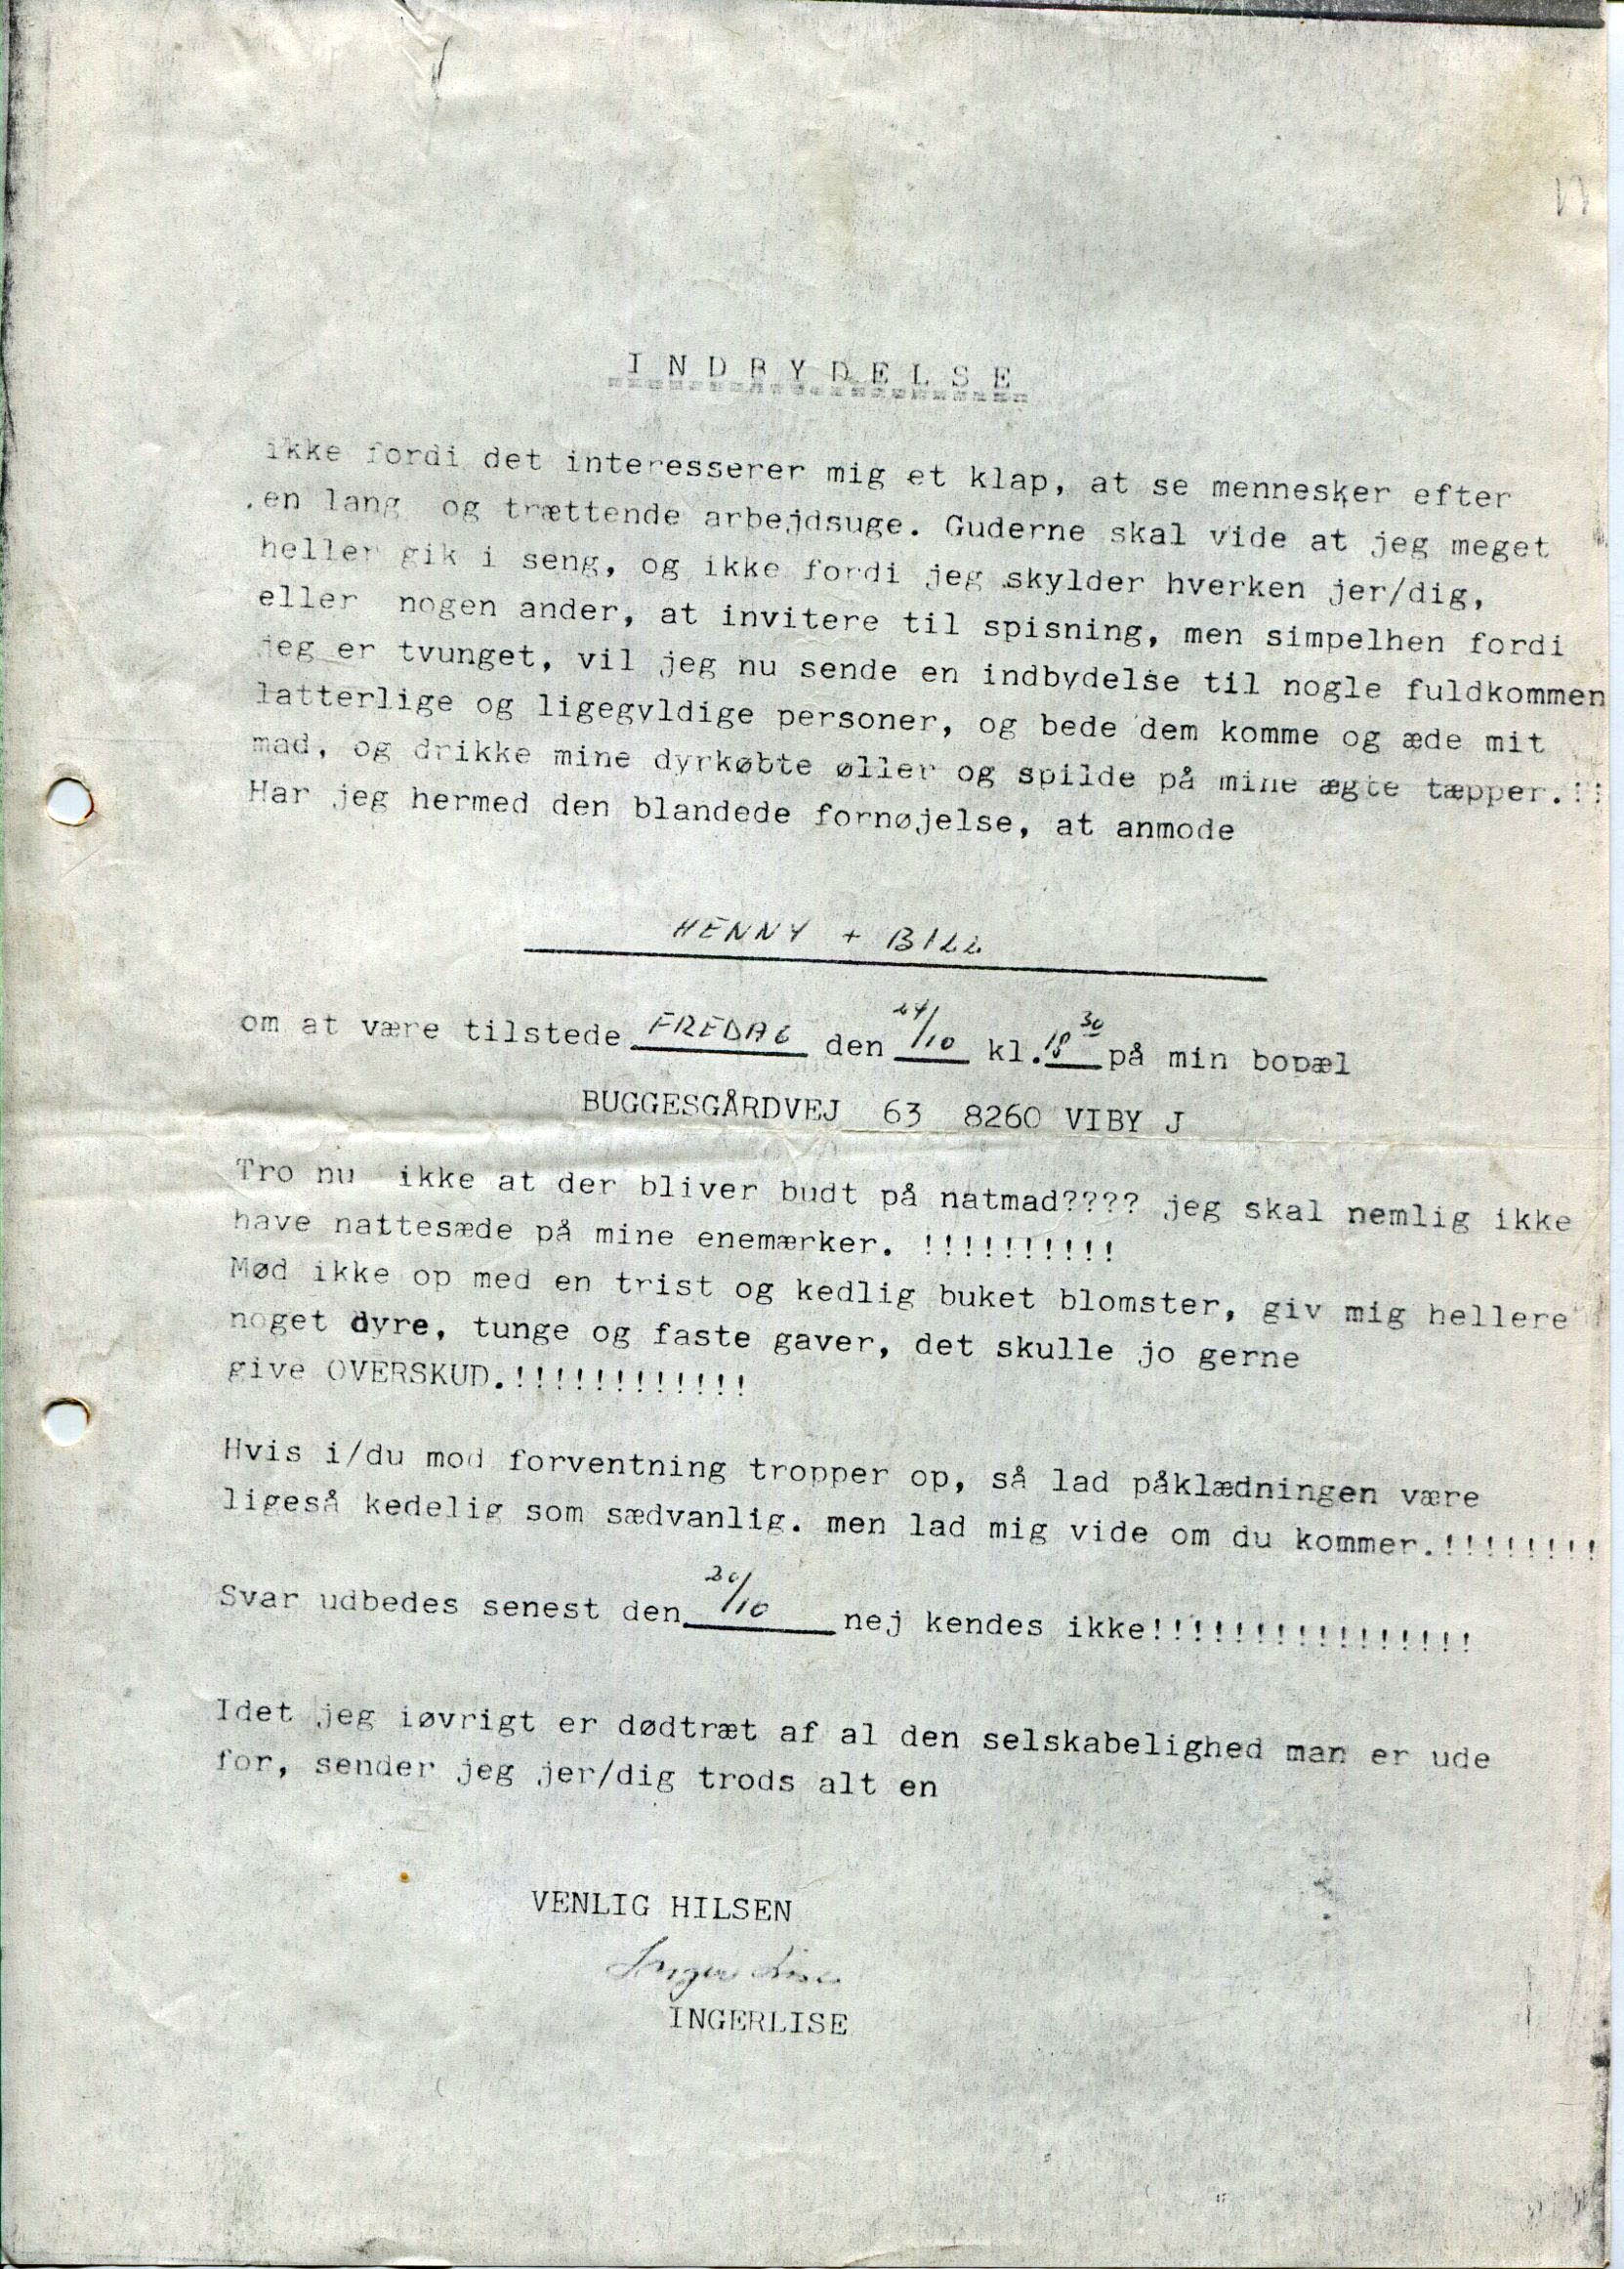 INDBYDELSE
ikke fordi det interesserer mig et klap, at se mennesker efter
.en lang og trættende arbejdsuge. Guderne skal vide at jeg meget
heller gik i seng, og ikke fordi jeg skylder hverken jer/dig,
eller nogen ander, at invitere til spisning, men simpelhen fordi
jeg er tvunget, vil jeg nu sende en indbydelse til nogle fuldkommen
latterlige og ligegyldige personer, og bede dem komme og æde mit
mad, og drikke mine dyrkøbte øller og spilde på mine ægte tæpper.!!
Har jeg hermed den blandede fornøjelse, at anmode
HENNY + BILL
om at være tilstede FREDAG den 24/10 kl. 18 30 på min bopæl
BUGGESGÅRDVEJ 63 8260 VIBY J
Tro nu ikke at der bliver budt på natmad???? jeg skal nemlig ikke
have nattesæde på mine enemærker. !!!!!!!!!!
Mød ikke op med en trist og kedlig buket blomster, giv mig hellere
noget dyre, tunge og faste gaver, det skulle jo gerne
give OVERSKUD.!!!!!!!!!!!!
Hvis i/du mod forventning tropper op, så lad påklædningen være
ligeså kedelig som sædvanlig. men lad mig vide om du kommer.!!!!!!!!
Svar udbedes senest den 20/10 nej kendes ikke!!!!!!!!!!!!!!!!
Idet jeg iøvrigt er dødtræt af al den selskabelighed man er ude
for, sender jeg jer/dig trods alt en
VENLIG HILSEN
Inger Lise
INGERLISE